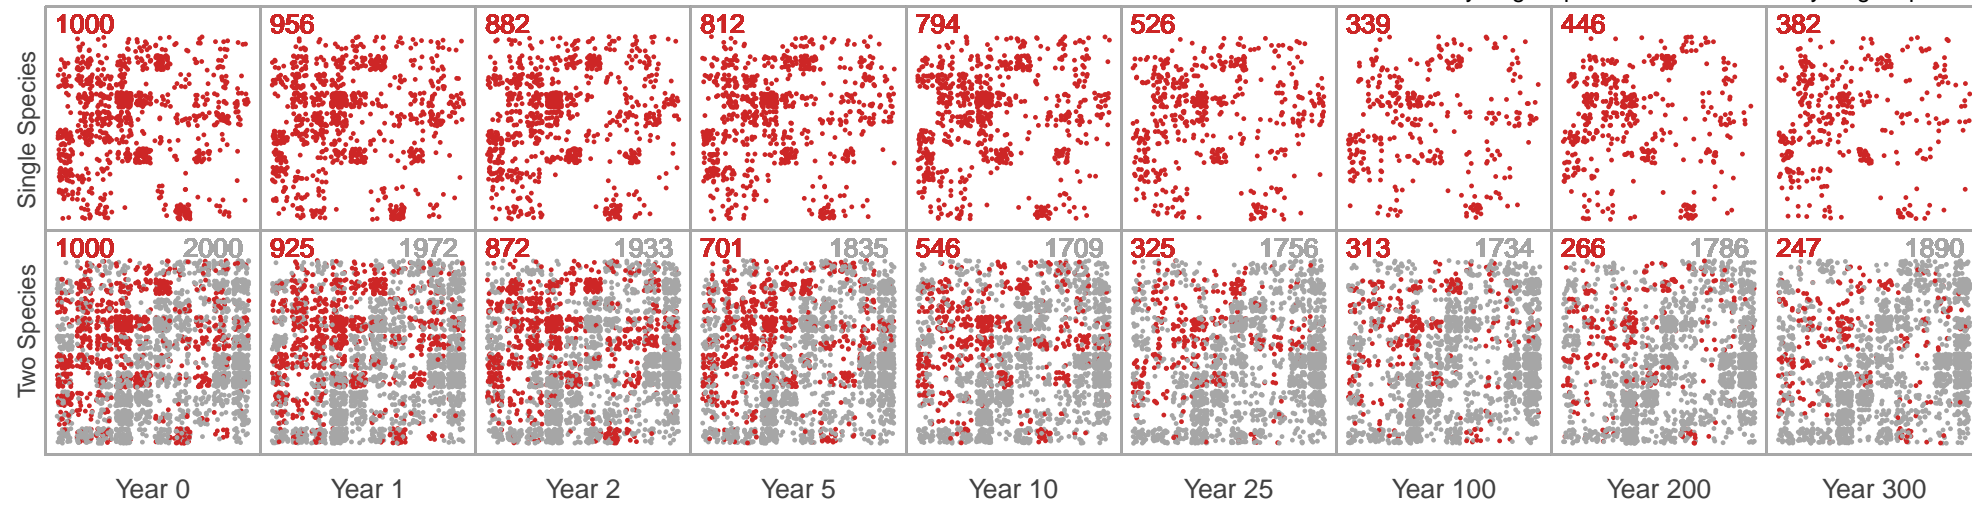 1000 956 882 812 794 526 339 446 382
Single Species
1000 2000 925 1972 872 1933 701 1835 546 1709 325 1756 313 1734 266 1786 247 1890
Two Species
Year 0 Year 1 Year 2 Year 5 Year 10 Year 25 Year 100 Year 200 Year 300